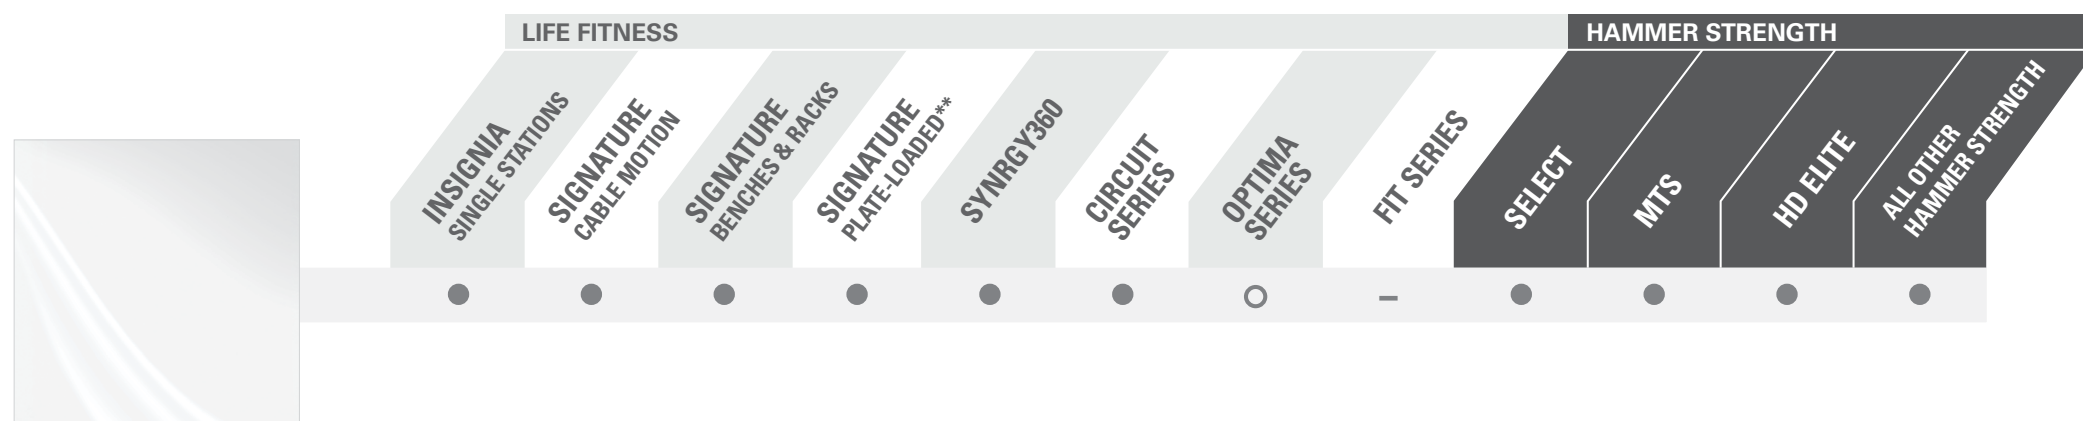 LIFE FITNESS
HAMMER STRENGTH
INSIGNIA
SINGLE STATIONS
SIGNATURE
CABLE MOTION
SIGNATURE
BENCHES & RACKS
SIGNATURE
PLATE-LOADED**
SYNRGY360
CIRCUIT
SERIES
OPTIMA
SERIES
FIT SERIES
SELECT
MTS
HD ELITE
ALL OTHER
HAMMER STRENGTH